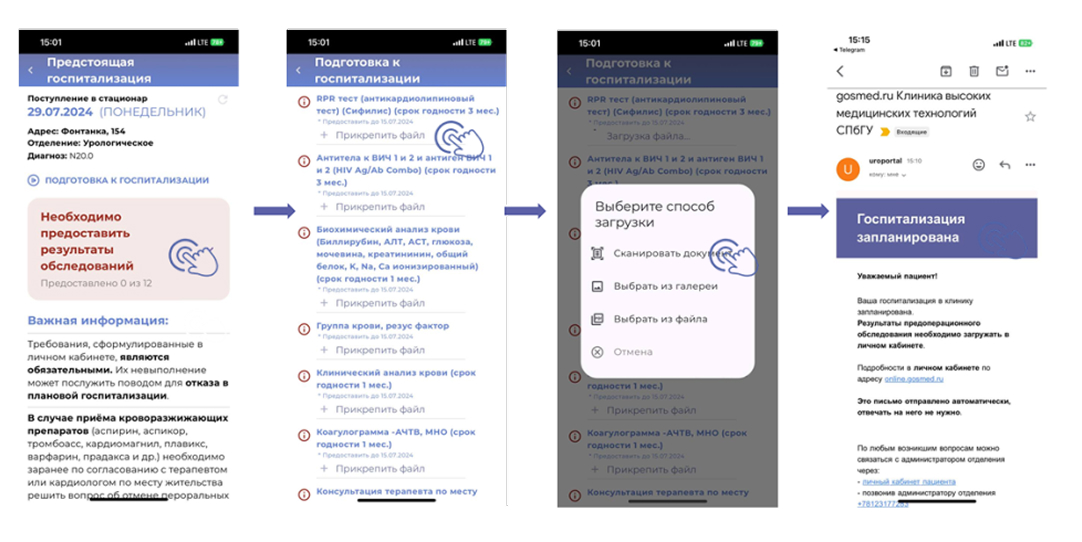 15:01
LTE
Предстоящая
госпитализация
Поступление в стационар
29.07.2024 (ПОНЕДЕЛЬНИК)
Адрес: Фонтанка, 154
Отделение: Урологическое
Диагноз: N20.0
ПОДГОТОВКА К ГОСПИТАЛИЗАЦИИ
Необходимо
предоставить
результаты
обследований
Предоставлено 0 из 12
Важная информация:
Требования, сформулированные в
личном кабинете, являются
обязательными. Их невыполнение
может послужить поводом для отказа в
плановой госпитализации.
В случае приёма кроворазжижающих
препаратов (аспирин, аспикор,
тромбоасс, кардиомагнил, плавикс,
варфарин, прадакса и др.) необходимо
заранее по согласованию с терапевтом
или кардиологом по месту жительства
решить вопрос об отмене пероральных
15:01
LTE
Подготовка к
госпитализации
RPR тест (антикардиолипиновый
тест) (Сифилис) (срок годности 3 мес.)
* Предоставить до 15.07.2024
+ Прикрепить файл
Антитела к ВИЧ 1 и 2 и антиген ВИЧ 1
и 2 (HIV Ag/Ab Combo) (срок годности
3 мес.)
* Предоставить до 15.07.2024
+ Прикрепить файл
Биохимический анализ крови
(Биллирубин, АЛТ, АСТ, глюкоза,
мочевина, креатининин, общий
белок, K, Na, Ca ионизированный)
(срок годности 1 мес.)
* Предоставить до 15.07.2024
+ Прикрепить файл
Группа крови, резус фактор
* Предоставить до 15.07.2024
+ Прикрепить файл
Клинический анализ крови (срок
годности 1 мес.)
* Предоставить до 15.07.2024
+ Прикрепить файл
Коагулограмма -АЧТВ, МНО (срок
годности 1 мес.)
* Предоставить до 15.07.2024
+ Прикрепить файл
Консультация терапевта по месту
15:01
LTE
Подготовка к
госпитализации
RPR тест (антикардиолипиновый
тест) (Сифилис) (срок годности 3 мес.)
* Предоставить до 15.07.2024
Загрузка файла...
Антитела к ВИЧ 1 и 2 и антиген ВИЧ 1
и 2 (HIV Ag/Ab Combo) (срок годности
3 мес.)
Выберите способ
загрузки
Сканировать документ
Выбрать из галереи
Выбрать из файла
Отмена
годности 1 мес.)
* Предоставить до 15.07.2024
+ Прикрепить файл
Коагулограмма -АЧТВ, МНО (срок
годности 1 мес.)
* Предоставить до 15.07.2024
+ Прикрепить файл
Консультация терапевта по месту
15:15
LTE
Telegram
gosmed.ru Клиника высоких
медицинских технологий
СПбГУ Входящие
U
uroportal 15:10
кому: мне
Госпитализация
запланирована
Уважаемый пациент!
Ваша госпитализация в клинику
запланирована.
Результаты предоперационного
обследования необходимо загружать в
личном кабинете.
Подробности в личном кабинете по
адресу online.gosmed.ru
Это письмо отправлено автоматически,
отвечать на него не нужно.
По любым возникшим вопросам можно
связаться с администратором отделения
через:
- личный кабинет пациента
- позвонив администратору отделения